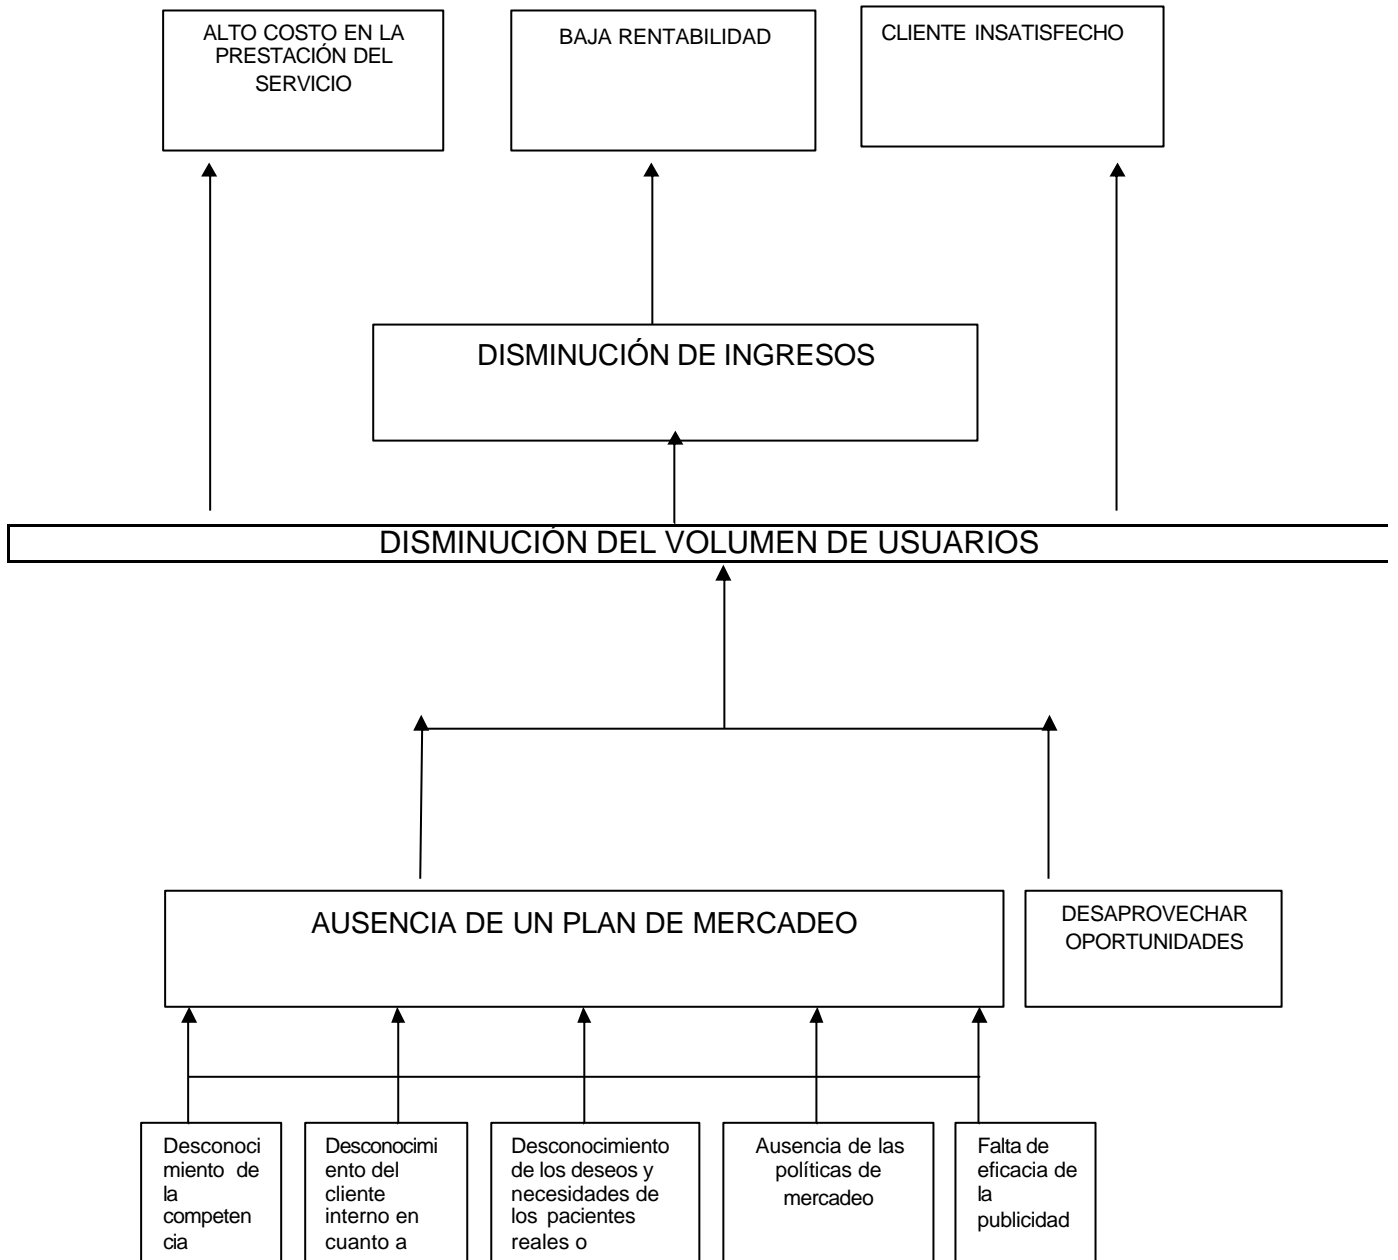 ALTO COSTO EN LA
PRESTACIÓN DEL
SERVICIO
BAJA RENTABILIDAD
CLIENTE INSATISFECHO
DISMINUCIÓN DE INGRESOS
DISMINUCIÓN DEL VOLUMEN DE USUARIOS
AUSENCIA DE UN PLAN DE MERCADEO
DESAPROVECHAR
OPORTUNIDADES
Desconoci
miento de
la
competen
cia
Desconocimi
ento del
cliente
interno en
cuanto a
Desconocimiento
de los deseos y
necesidades de
los pacientes
reales o
Ausencia de las
políticas de
mercadeo
Falta de
eficacia de
la
publicidad